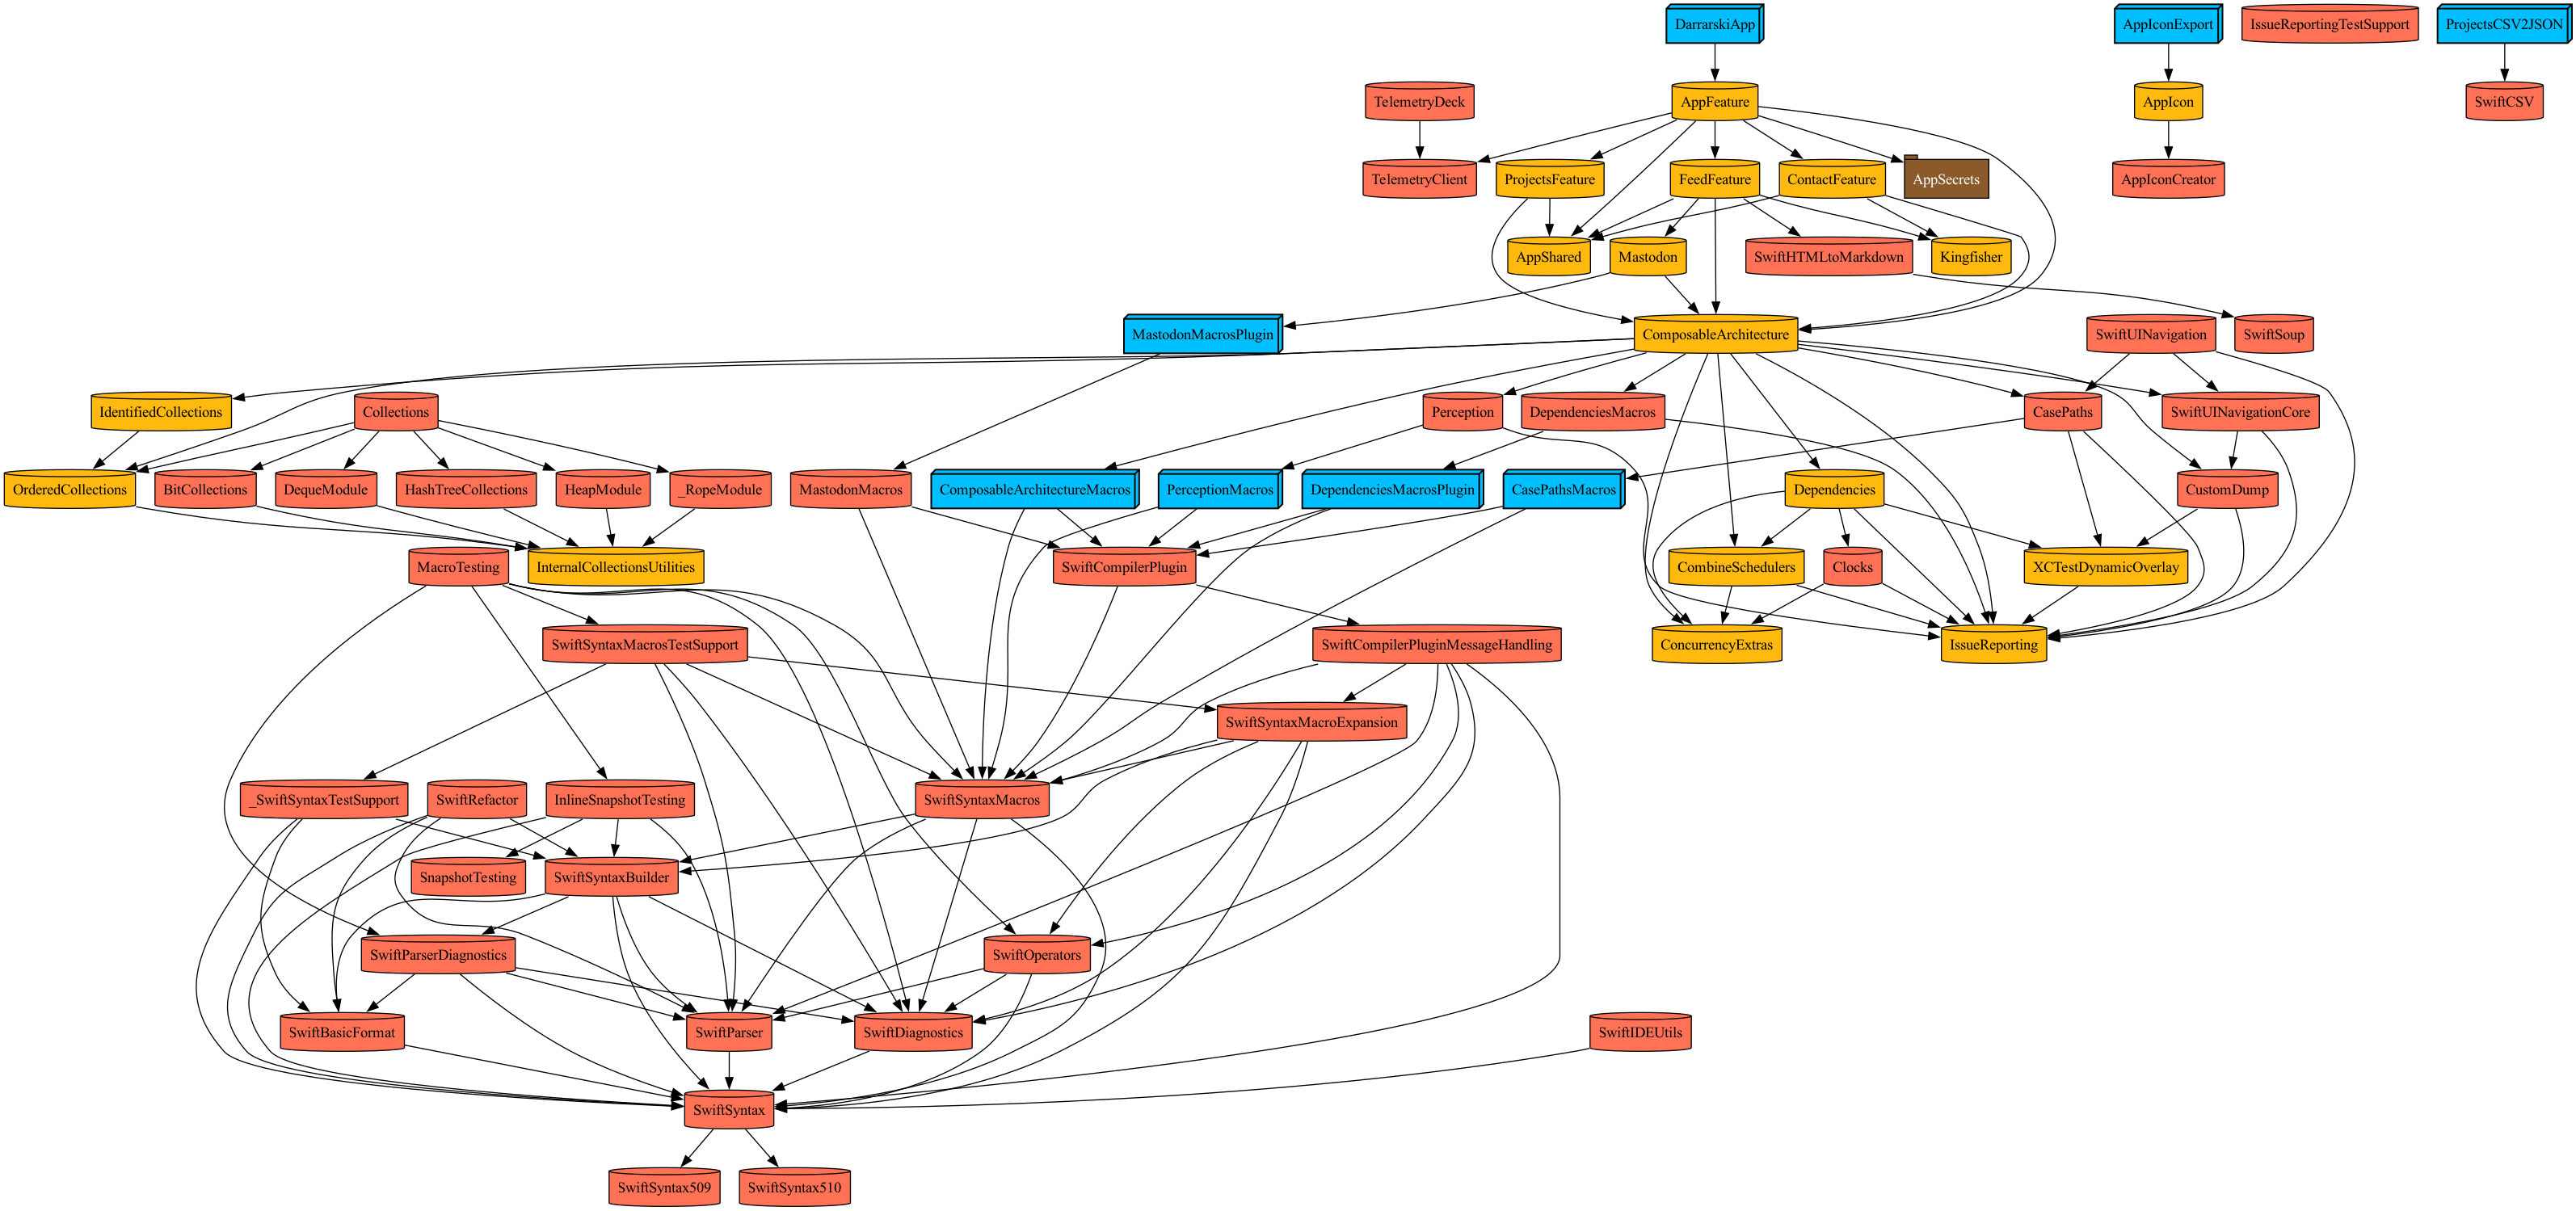 DarrarskiApp
AppIconExport
IssueReportingTestSupport
ProjectsCSV2JSON
TelemetryDeck
AppFeature
AppIcon
SwiftCSV
TelemetryClient
ProjectsFeature
FeedFeature
ContactFeature
AppSecrets
AppIconCreator
AppShared
Mastodon
SwiftHTMLtoMarkdown
Kingfisher
MastodonMacrosPlugin
ComposableArchitecture
SwiftUINavigation
SwiftSoup
IdentifiedCollections
Collections
Perception
DependenciesMacros
CasePaths
SwiftUINavigationCore
OrderedCollections
BitCollections
DequeModule
HashTreeCollections
HeapModule
_RopeModule
MastodonMacros
ComposableArchitectureMacros
PerceptionMacros
DependenciesMacrosPlugin
CasePathsMacros
Dependencies
CustomDump
MacroTesting
InternalCollectionsUtilities
SwiftCompilerPlugin
CombineSchedulers
Clocks
XCTestDynamicOverlay
SwiftSyntaxMacrosTestSupport
SwiftCompilerPluginMessageHandling
ConcurrencyExtras
IssueReporting
SwiftSyntaxMacroExpansion
_SwiftSyntaxTestSupport
SwiftRefactor
InlineSnapshotTesting
SwiftSyntaxMacros
SnapshotTesting
SwiftSyntaxBuilder
SwiftParserDiagnostics
SwiftOperators
SwiftBasicFormat
SwiftParser
SwiftDiagnostics
SwiftIDEUtils
SwiftSyntax
SwiftSyntax509
SwiftSyntax510